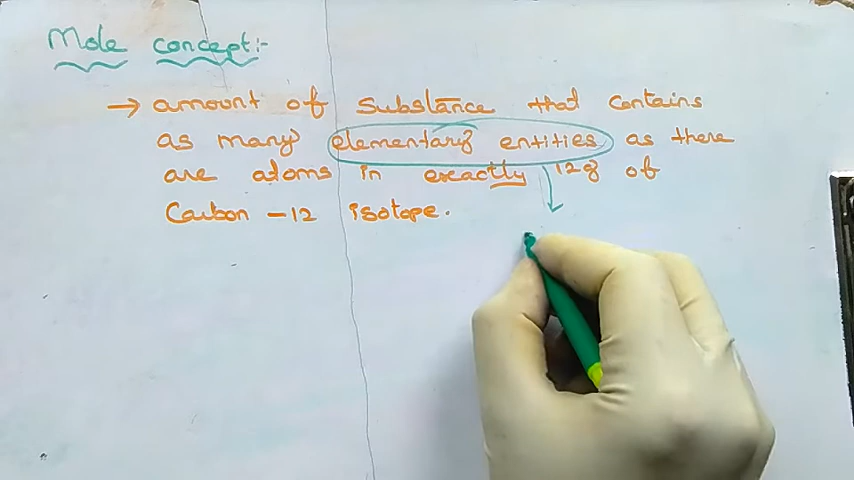 Mole concept:-
→ amount of substance that contains
as many elementary entities as there
are atoms in exactly 12g of
Carbon - 12 isotope.